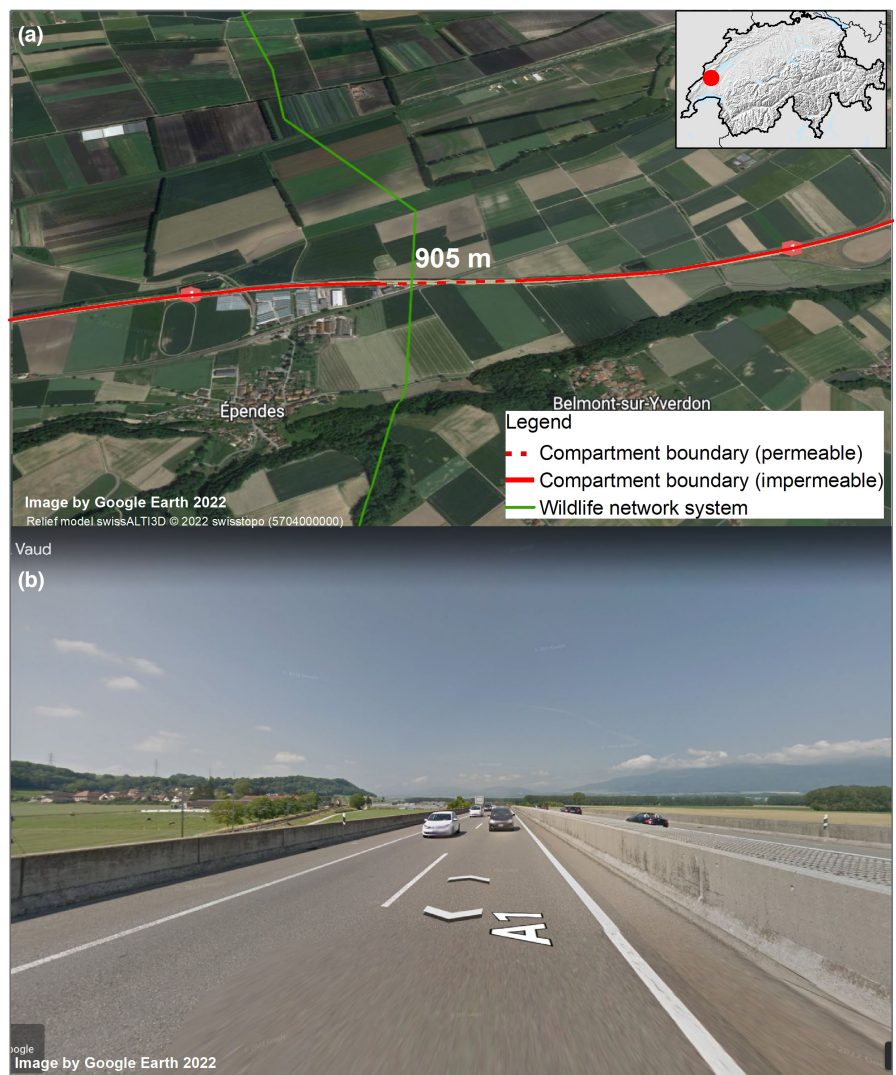 (a)
905 m
Épendes
Belmont-sur-Yverdon
Legend
Compartment boundary (permeable)
Compartment boundary (impermeable)
Wildlife network system
Image by Google Earth 2022
Relief model swissALTI3D © 2022 swisstopo (5704000000)
Vaud
(b)
A1
ogle
Image by Google Earth 2022